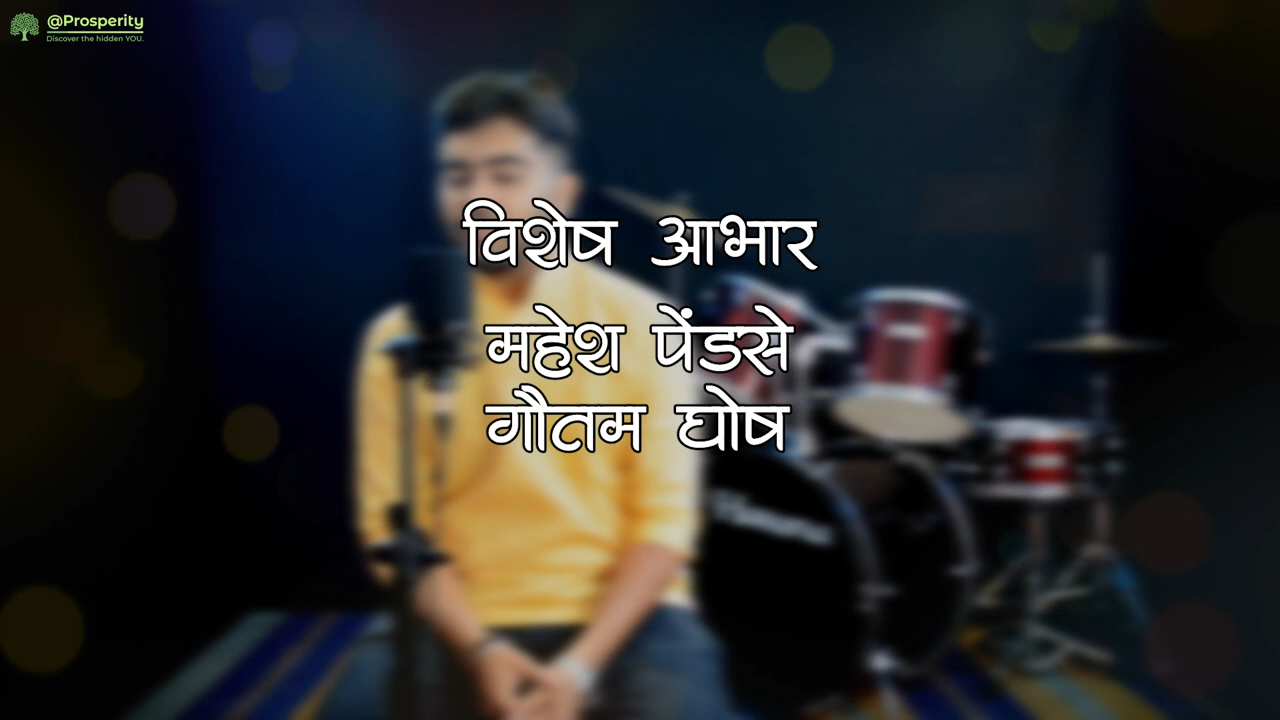 @Prosperity
Discover the hidden YOU.
विशेष आभार
महेश पेंडसे
गौतम घोष